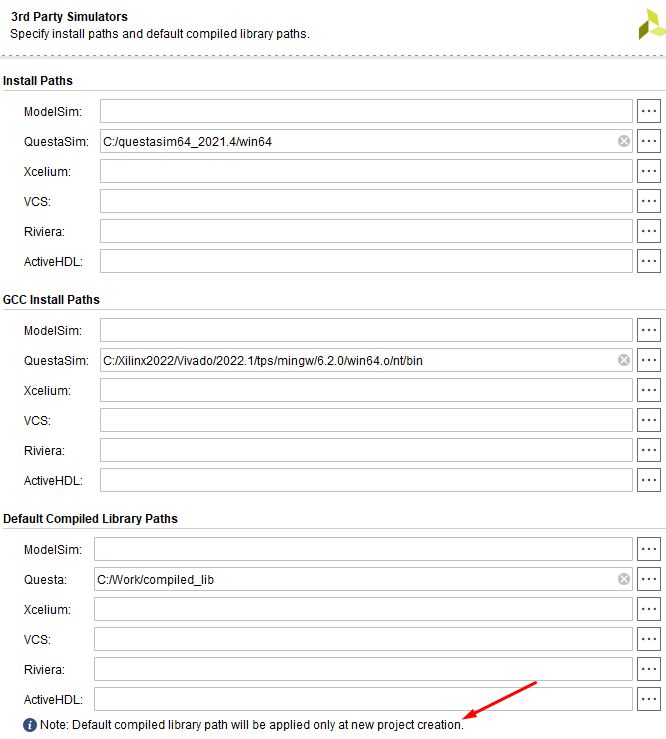 3rd Party Simulators
Specify install paths and default compiled library paths.
Install Paths
ModelSim:
QuestaSim: C:/questasim64_2021.4/win64
Xcelium:
VCS:
Riviera:
ActiveHDL:
GCC Install Paths
ModelSim:
QuestaSim: C:/Xilinx2022/Vivado/2022.1/tps/mingw/6.2.0/win64.o/nt/bin
Xcelium:
VCS:
Riviera:
ActiveHDL:
Default Compiled Library Paths
ModelSim:
Questa: C:/Work/compiled_lib
Xcelium:
VCS:
Riviera:
ActiveHDL:
Note: Default compiled library path will be applied only at new project creation.